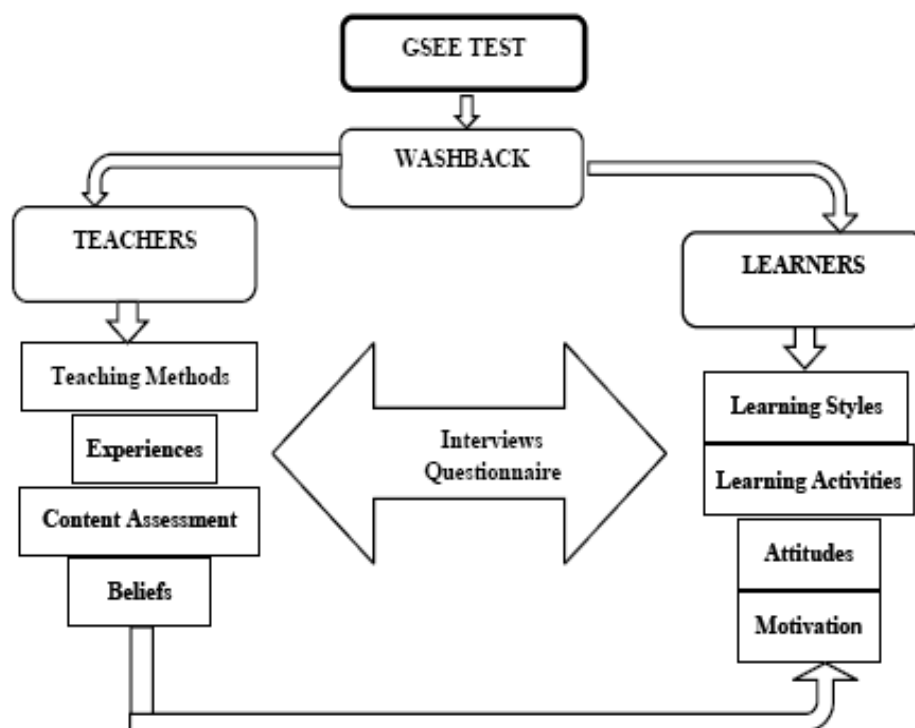 GSEE TEST
WASHBACK
TEACHERS
LEARNERS
Teaching Methods
Experiences
Content Assessment
Beliefs
Interviews
Questionnaire
Learning Styles
Learning Activities
Attitudes
Motivation